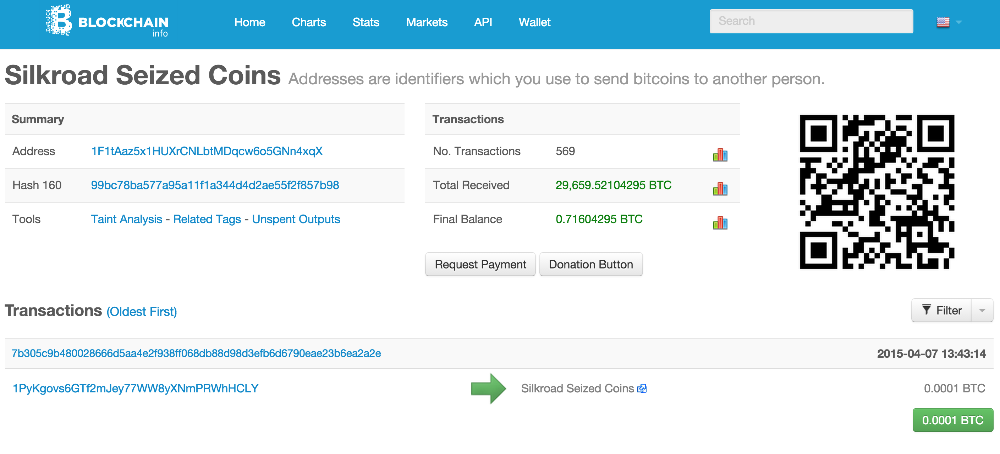 BLOCKCHAIN
info
Home Charts Stats Markets API Wallet
Search
Silkroad Seized Coins Addresses are identifiers which you use to send bitcoins to another person.
Summary
Address 1F1tAaz5x1HUXrCNLbtMDqcw6o5GNn4xqX
Hash 160 99bc78ba577a95a11f1a344d4d2ae55f2f857b98
Tools Taint Analysis - Related Tags - Unspent Outputs
Transactions
No. Transactions 569
Total Received 29,659.52104295 BTC
Final Balance 0.71604295 BTC
Request Payment Donation Button
Transactions (Oldest First)
Filter
7b305c9b480028666d5aa4e2f938ff068db88d98d3efb6d6790eae23b6ea2a2e 2015-04-07 13:43:14
1PyKgovs6GTf2mJey77WW8yXNmPRWhHCLY Silkroad Seized Coins 0.0001 BTC
0.0001 BTC